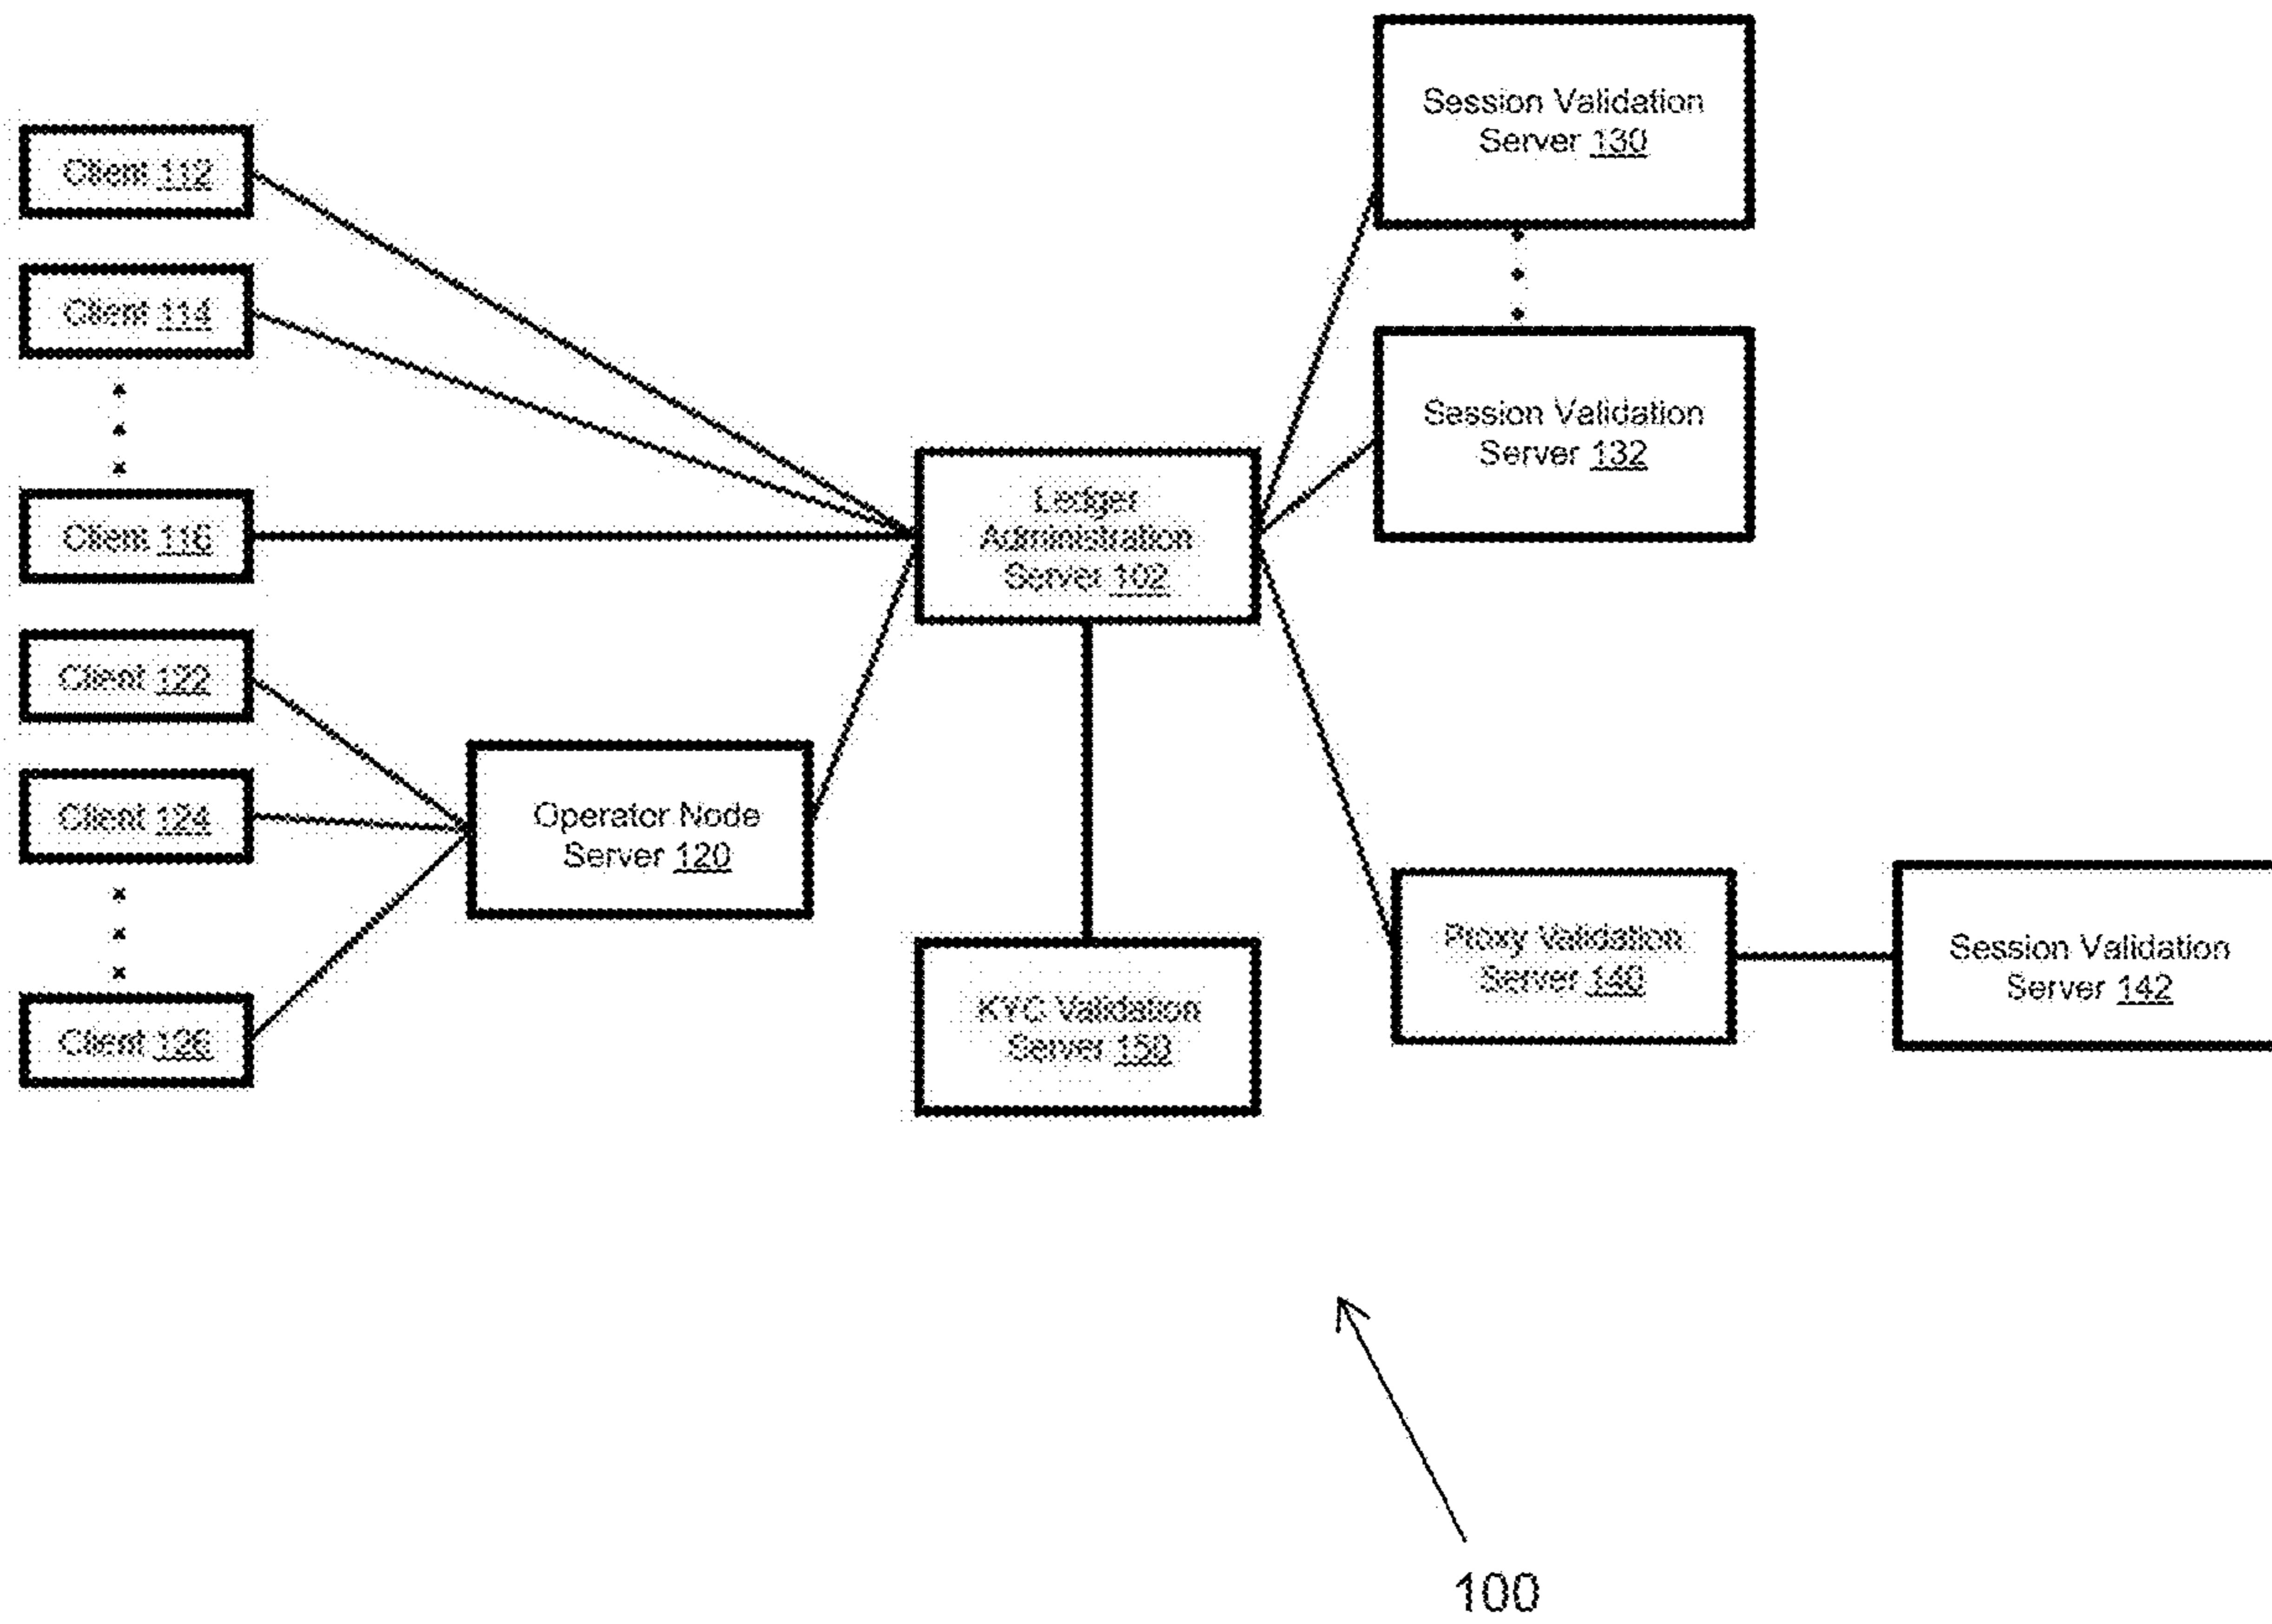 Client 112
Client 114
Client 116
Client 122
Client 124
Client 126
Operator Node
Server 120
Ledger
Administration
Server 102
KYC Validation
Server 150
Session Validation
Server 130
Session Validation
Server 132
Proxy Validation
Server 140
Session Validation
Server 142
100